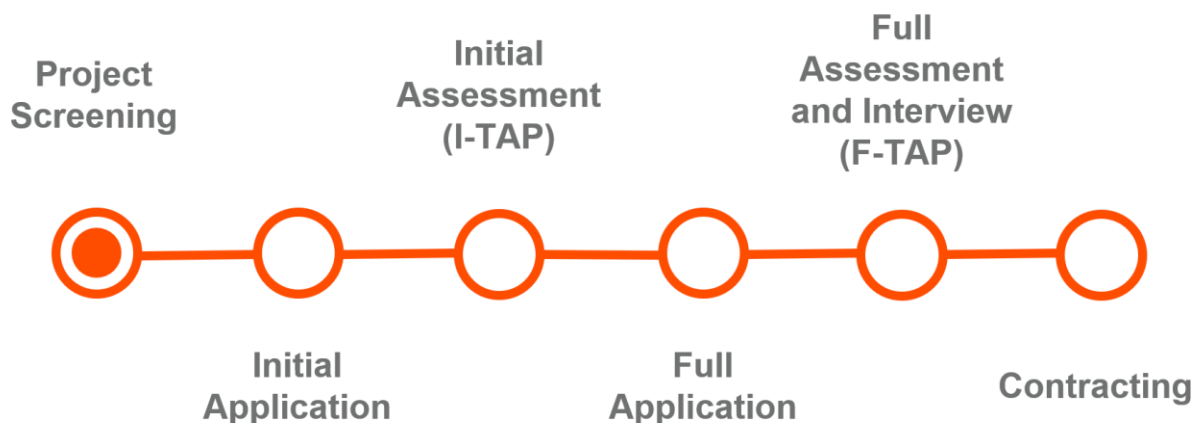 Project
Screening
Initial
Application
Initial
Assessment
(I-TAP)
Full
Application
Full
Assessment
and Interview
(F-TAP)
Contracting